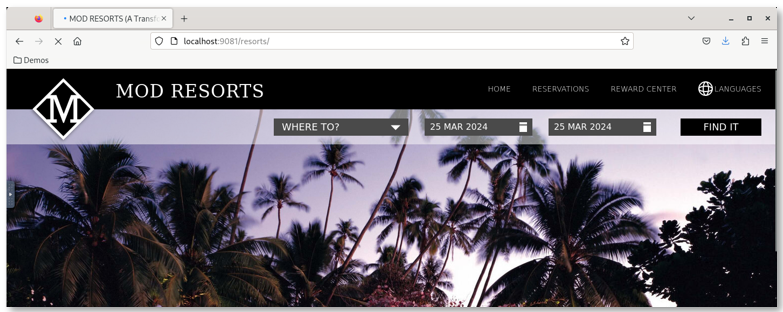 MOD RESORTS (A Transf
localhost:9081/resorts/
Demos
M
MOD RESORTS
HOME RESERVATIONS REWARD CENTER LANGUAGES
WHERE TO? 25 MAR 2024 25 MAR 2024 FIND IT